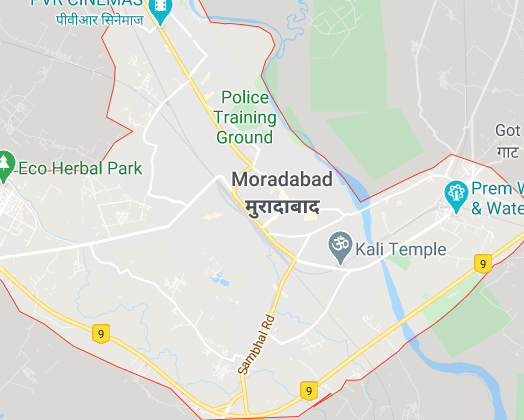 PVR CINEMAS
पीवीआर सिनेमाज
Police
Training
Ground
Got
गाट
Eco Herbal Park
Moradabad
मुरादाबाद
Prem W
& Wate
Kali Temple
9
9
Sambhal Rd
9